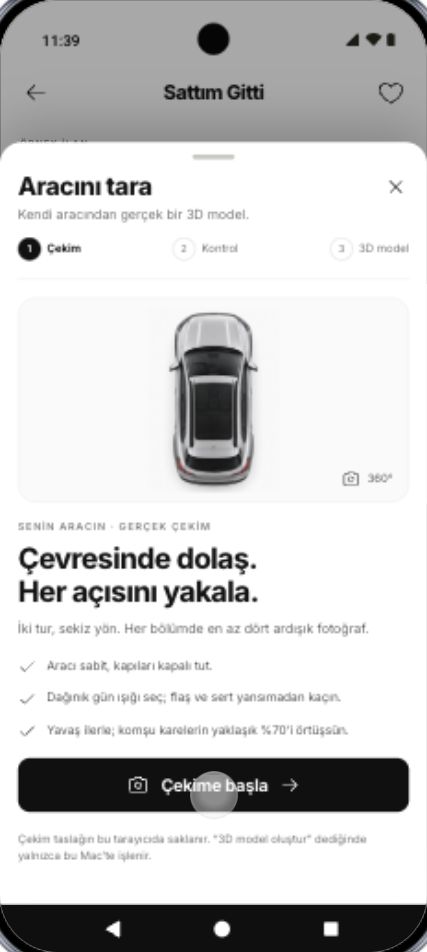 11:39
Sattım Gitti
Aracını tara
Kendi aracından gerçek bir 3D model.
1 Çekim
2 Kontrol
3 3D model
360°
SENİN ARACIN · GERÇEK ÇEKİM
Çevresinde dolaş.
Her açısını yakala.
İki tur, sekiz yön. Her bölümde en az dört ardışık fotoğraf.
Aracı sabit, kapıları kapalı tut.
Dağınık gün ışığı seç; flaş ve sert yansımadan kaçın.
Yavaş ilerle; komşu karelerin yaklaşık %70'i örtüşsün.
Çekime başla
Çekim taslağın bu tarayıcıda saklanır. "3D model oluştur" dediğinde
yalnızca bu Mac'te işlenir.